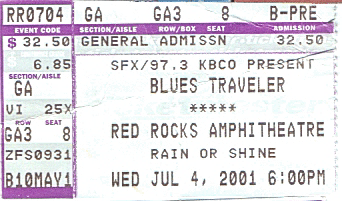 RR0704 GA GA3 8 B-PRE
EVENT CODE SECTION/AISLE ROW/BOX SEAT ADMISSION
$ 32.50 GENERAL ADMISSN 32.50
6.85 SFX/97.3 KBCO PRESENT
SECTION/AISLE
GA BLUES TRAVELER
VI 25X *****
ROW SEAT
GA3 8 RED ROCKS AMPHITHEATRE
ZFS0931 RAIN OR SHINE
B10MAY1 WED JUL 4, 2001 6:00PM